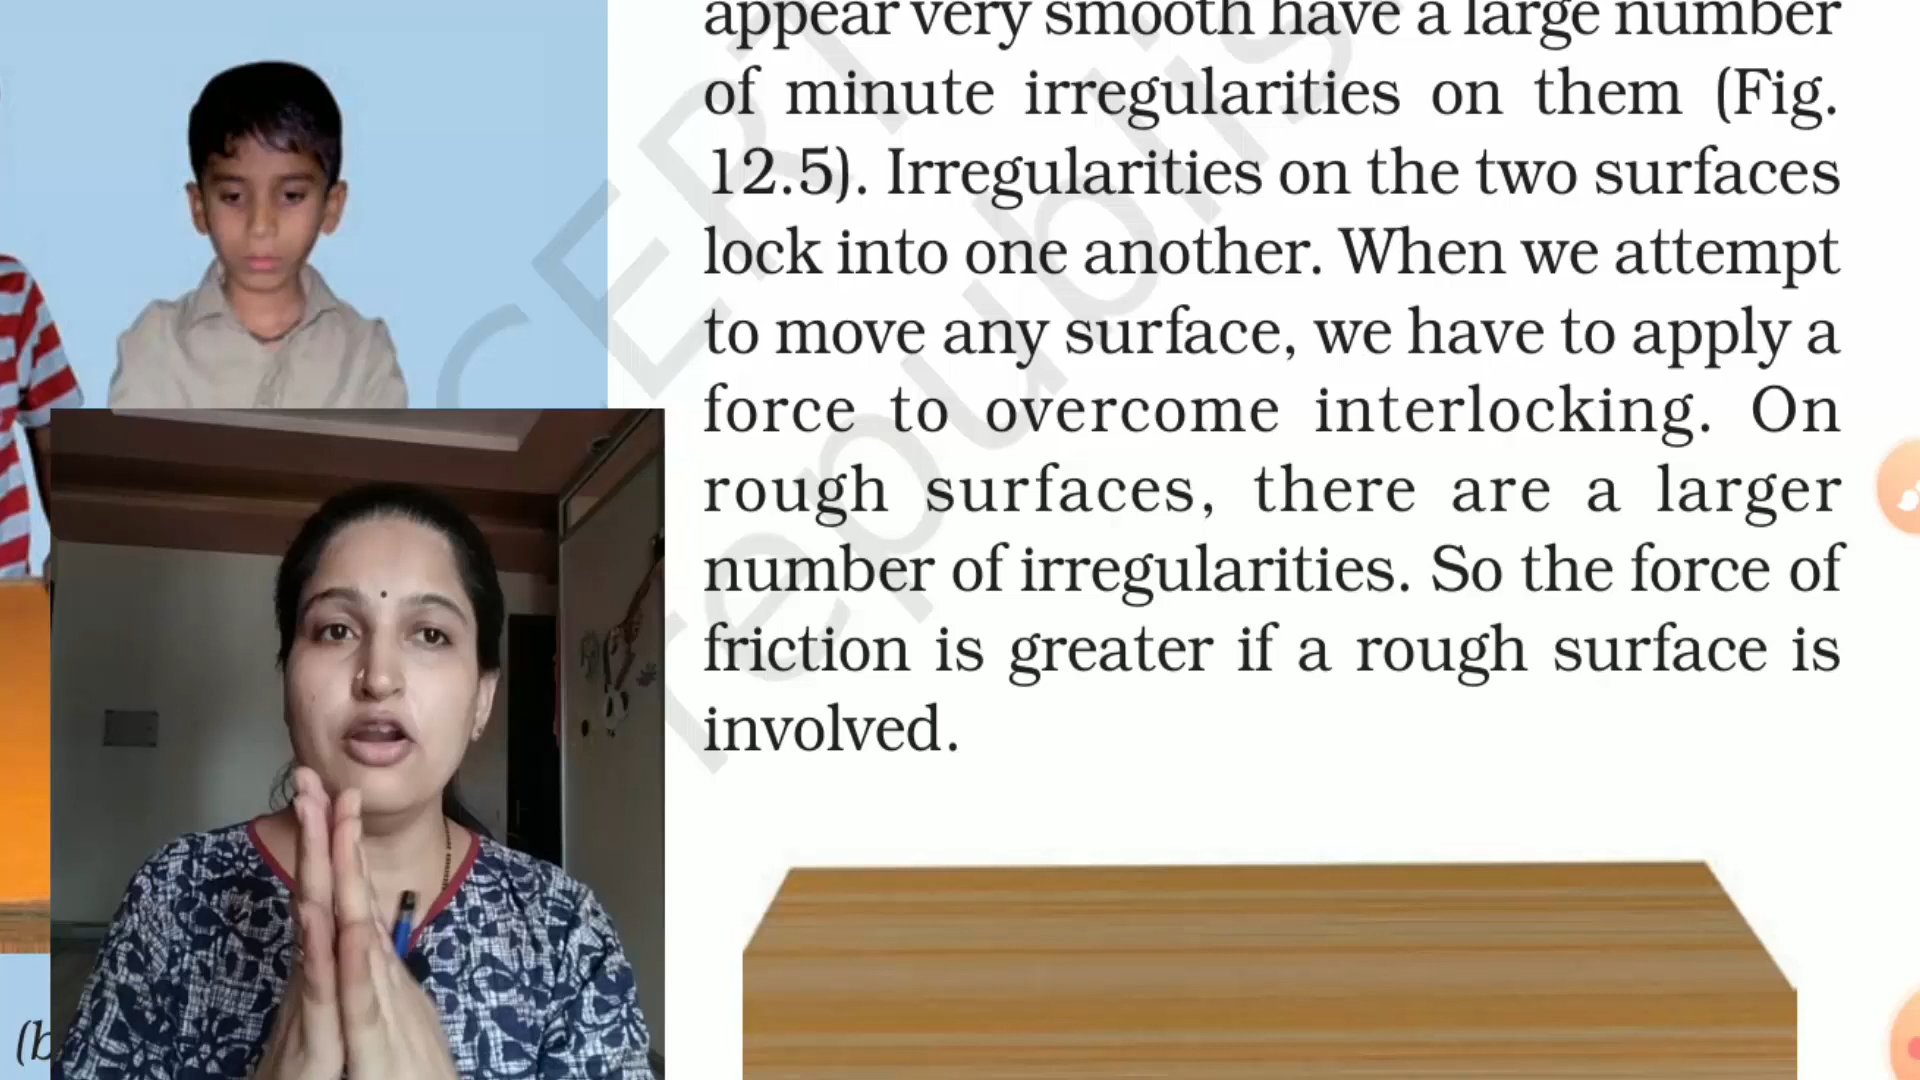 appear very smooth have a large number
of minute irregularities on them (Fig.
12.5). Irregularities on the two surfaces
lock into one another. When we attempt
to move any surface, we have to apply a
force to overcome interlocking. On
rough surfaces, there are a larger
number of irregularities. So the force of
friction is greater if a rough surface is
involved.
(b